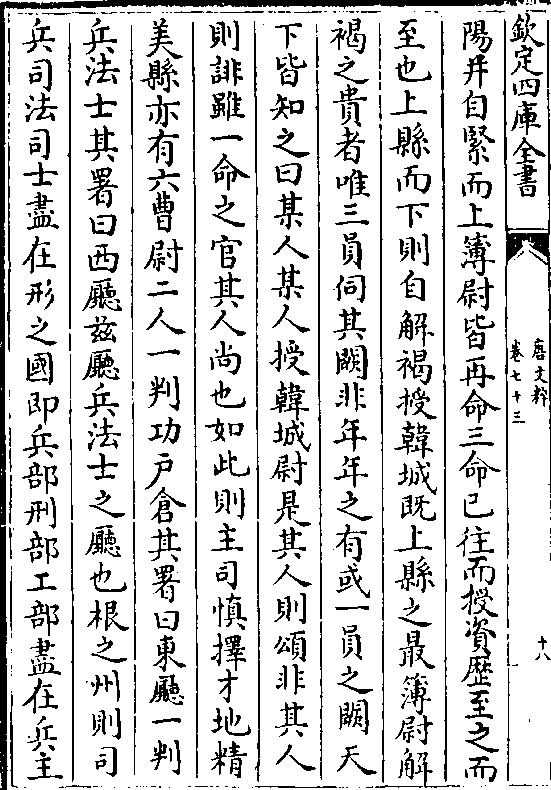 欽定四庫全書
唐文粹
卷七十三
十八
陽幷自緊而上簿尉皆再命三命已往而授資歴至之而
至也上縣而下則自解褐授韓城既上縣之最簿尉解
褐之貴者唯三員伺其闕非年年之有或一員之闕天
下皆知之曰某人某人授韓城尉是其人則頌非其人
則誹雖一命之官其人尚也如此則主司慎擇才地精
美縣亦有六曹尉二人一判功户倉其署曰東廳一判
兵法士其署曰西廳兹廳兵法士之廳也根之州則司
兵司法司士盡在形之國即兵部刑部工部盡在兵主